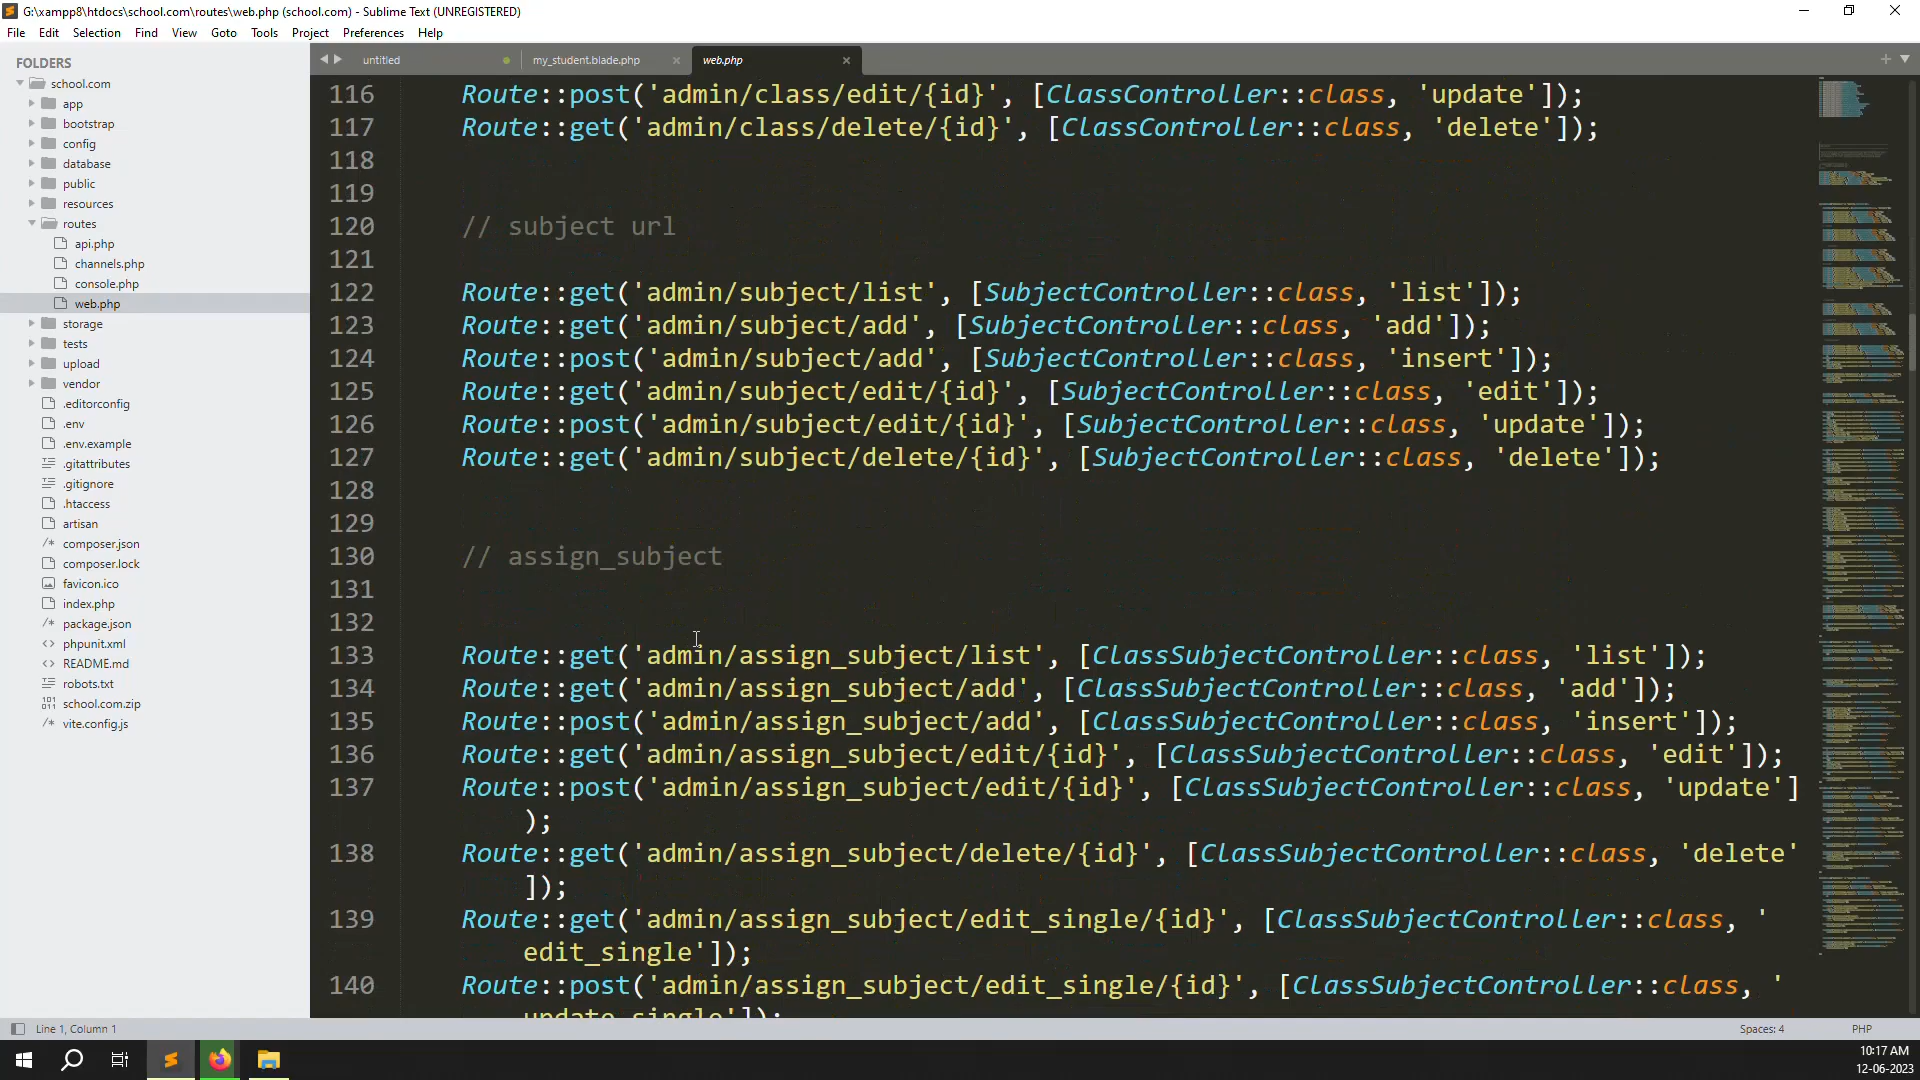 G:\xampp8\htdocs\school.com\routes\web.php (school.com) - Sublime Text (UNREGISTERED)
File Edit Selection Find View Goto Tools Project Preferences Help
FOLDERS
school.com
app
bootstrap
config
database
public
resources
routes
api.php
channels.php
console.php
web.php
storage
tests
upload
vendor
.editorconfig
.env
.env.example
.gitattributes
.gitignore
.htaccess
artisan
composer.json
composer.lock
favicon.ico
index.php
package.json
phpunit.xml
README.md
robots.txt
school.com.zip
vite.config.js
untitled my_student.blade.php web.php
116 Route::post('admin/class/edit/{id}', [ClassController::class, 'update']);
117 Route::get('admin/class/delete/{id}', [ClassController::class, 'delete']);
118
119
120 // subject url
121
122 Route::get('admin/subject/list', [SubjectController::class, 'list']);
123 Route::get('admin/subject/add', [SubjectController::class, 'add']);
124 Route::post('admin/subject/add', [SubjectController::class, 'insert']);
125 Route::get('admin/subject/edit/{id}', [SubjectController::class, 'edit']);
126 Route::post('admin/subject/edit/{id}', [SubjectController::class, 'update']);
127 Route::get('admin/subject/delete/{id}', [SubjectController::class, 'delete']);
128
129
130 // assign_subject
131
132
133 Route::get('admin/assign_subject/list', [ClassSubjectController::class, 'list']);
134 Route::get('admin/assign_subject/add', [ClassSubjectController::class, 'add']);
135 Route::post('admin/assign_subject/add', [ClassSubjectController::class, 'insert']);
136 Route::get('admin/assign_subject/edit/{id}', [ClassSubjectController::class, 'edit']);
137 Route::post('admin/assign_subject/edit/{id}', [ClassSubjectController::class, 'update']
);
138 Route::get('admin/assign_subject/delete/{id}', [ClassSubjectController::class, 'delete'
]);
139 Route::get('admin/assign_subject/edit_single/{id}', [ClassSubjectController::class, '
edit_single']);
140 Route::post('admin/assign_subject/edit_single/{id}', [ClassSubjectController::class, '
update_single']);
Line 1, Column 1 Spaces: 4 PHP
10:17 AM
12-06-2023